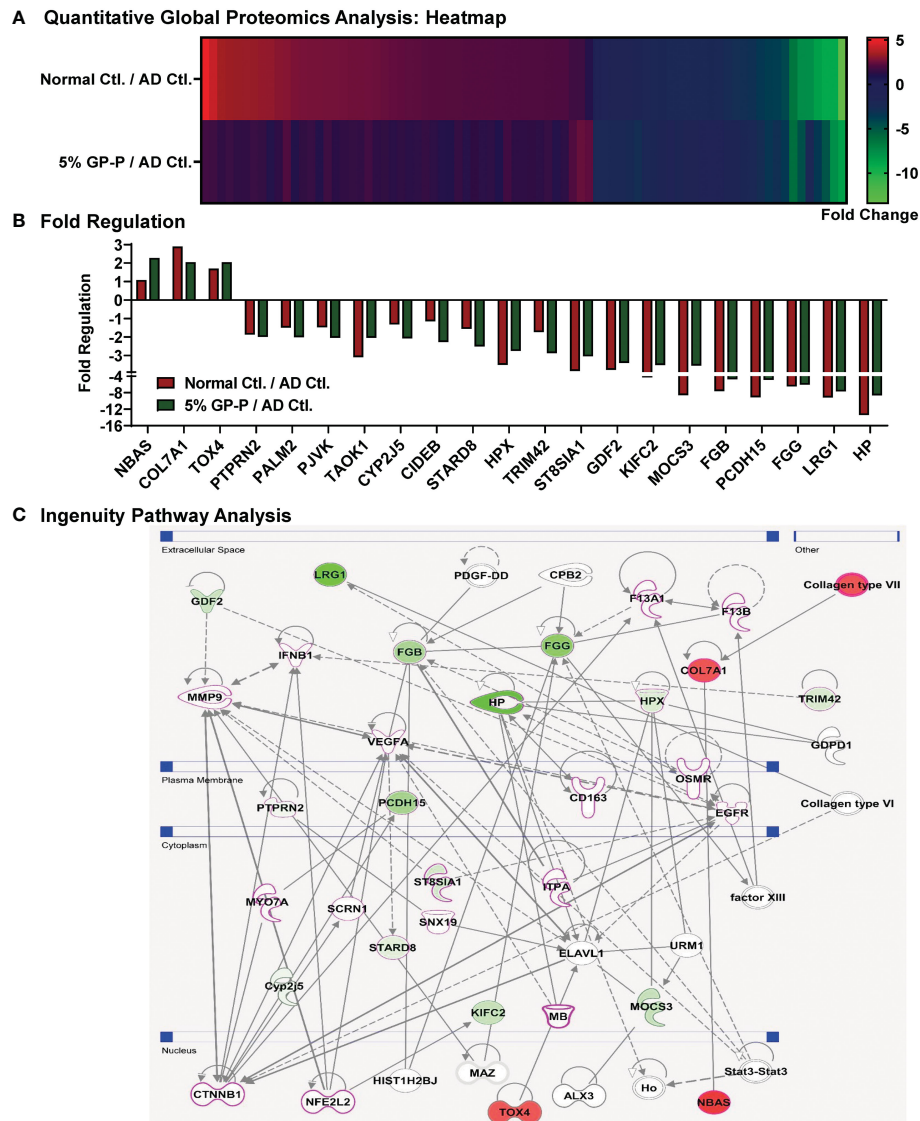 A Quantitative Global Proteomics Analysis: Heatmap
Normal Ctl. / AD Ctl.
5% GP-P / AD Ctl.
5
0
-5
-10
Fold Change
B Fold Regulation
Fold Regulation
3
2
1
0
-1
-2
-3
-4
-8
-12
-16
Normal Ctl. / AD Ctl.
5% GP-P / AD Ctl.
NBAS
COL7A1
TOX4
PTPRN2
PALM2
PJVK
TAOK1
CYP2J5
CIDEB
STARD8
HPX
TRIM42
ST8SIA1
GDF2
KIFC2
MOCS3
FGB
PCDH15
FGG
LRG1
HP
C Ingenuity Pathway Analysis
Extracellular Space
Other
LRG1
PDGF-DD
CPB2
Collagen type VII
GDF2
F13A1
F13B
IFNB1
FGB
FGG
COL7A1
MMP9
HP
HPX
TRIM42
VEGFA
GDPD1
Plasma Membrane
OSMR
PTPRN2
PCDH15
CD163
EGFR
Collagen type VI
Cytoplasm
ST8SIA1
ITPA
MYO7A
SCRN1
SNX19
factor XIII
STARD8
ELAVL1
URM1
Cyp2j5
KIFC2
MB
MOCS3
Nucleus
CTNNB1
NFE2L2
HIST1H2BJ
MAZ
TOX4
ALX3
Ho
Stat3-Stat3
NBAS